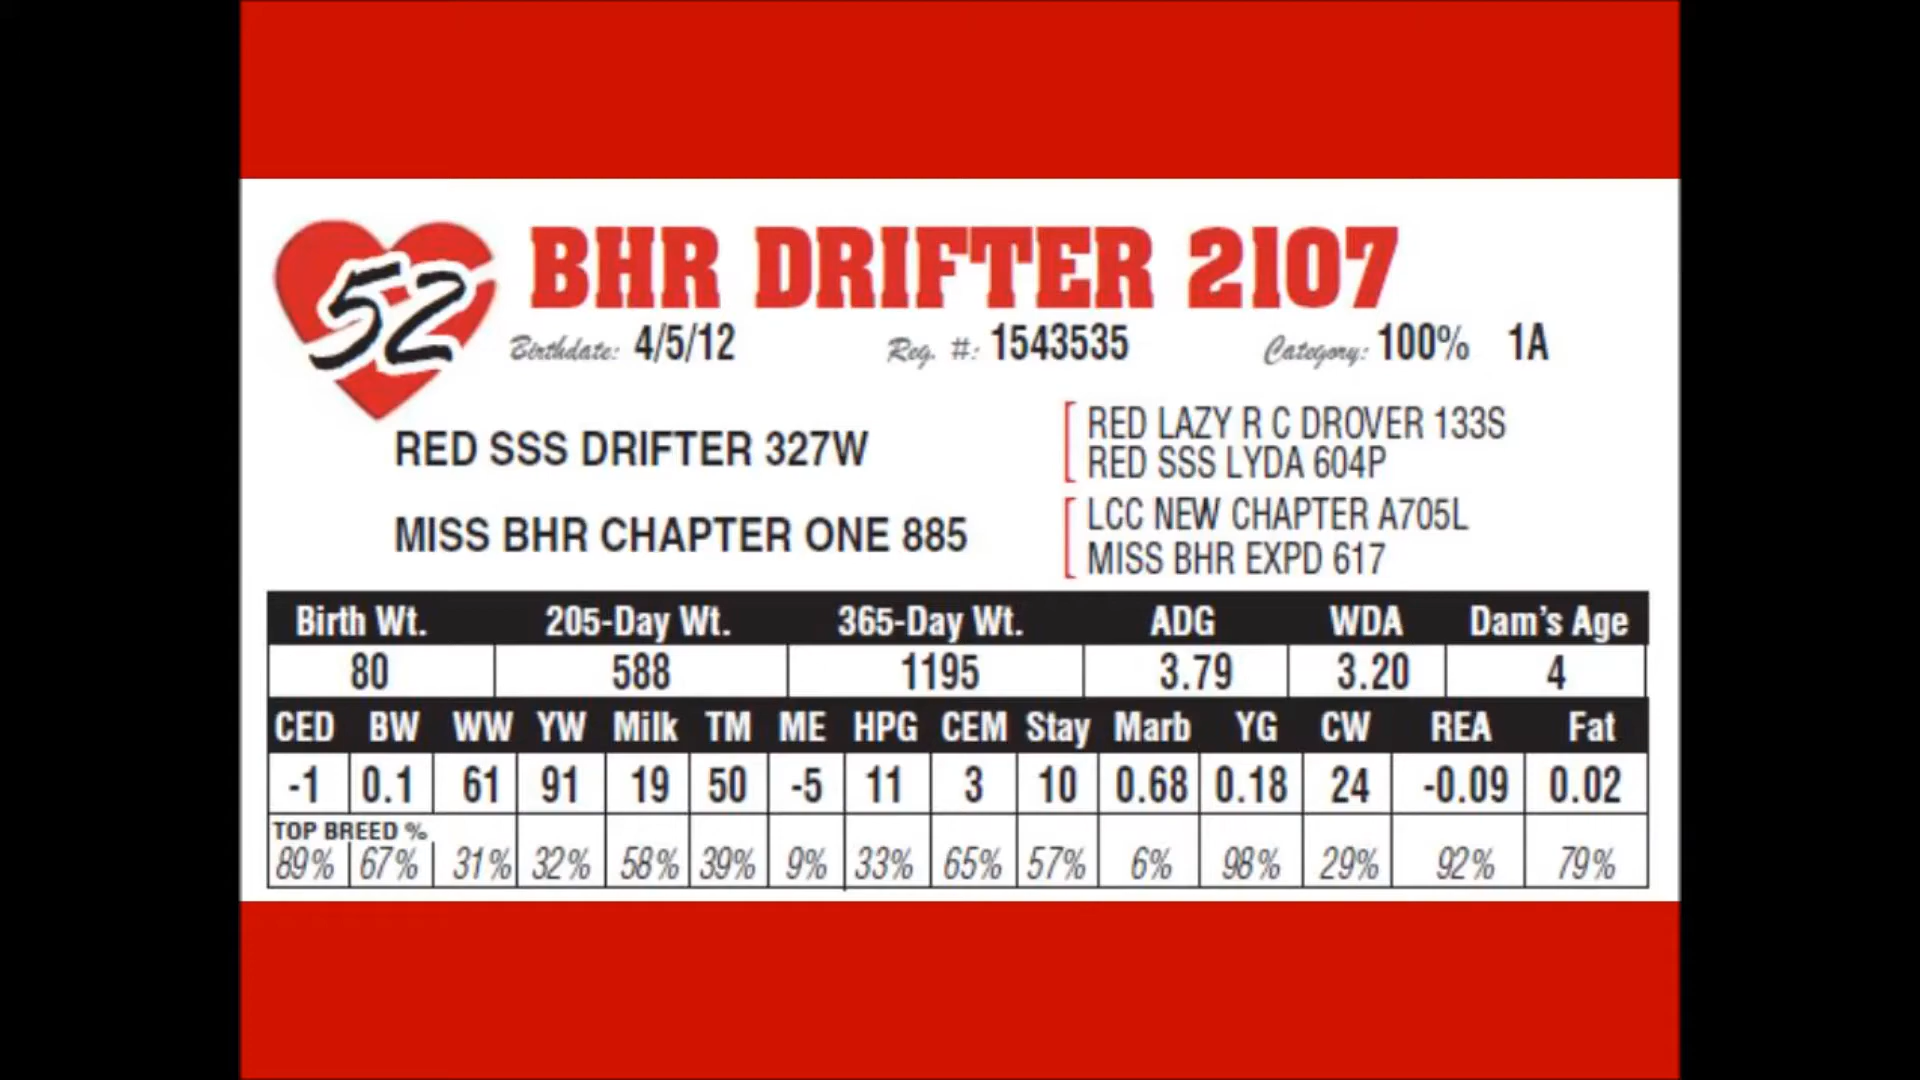 52
BHR DRIFTER 2107
Birthdate: 4/5/12 Reg. #: 1543535 Category: 100% 1A
RED SSS DRIFTER 327W
RED LAZY R C DROVER 133S
RED SSS LYDA 604P
MISS BHR CHAPTER ONE 885
LCC NEW CHAPTER A705L
MISS BHR EXPD 617
Birth Wt. 205-Day Wt. 365-Day Wt. ADG WDA Dam's Age
80 588 1195 3.79 3.20 4
CED BW WW YW Milk TM ME HPG CEM Stay Marb YG CW REA Fat
-1 0.1 61 91 19 50 -5 11 3 10 0.68 0.18 24 -0.09 0.02
TOP BREED %
89% 67% 31% 32% 58% 39% 9% 33% 65% 57% 6% 98% 29% 92% 79%